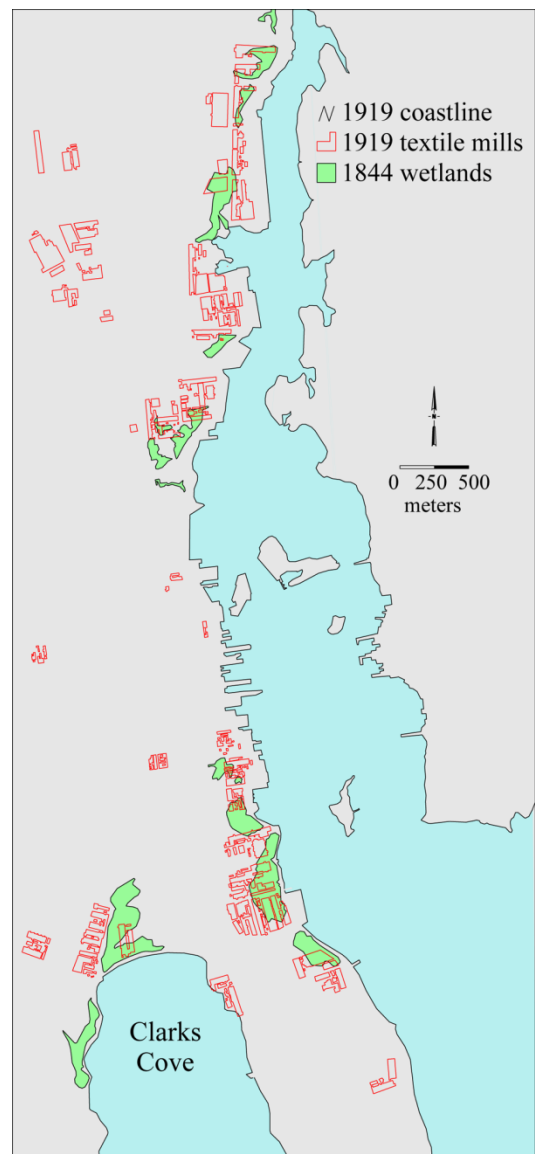 1919 coastline
1919 textile mills
1844 wetlands
0 250 500
meters
Clarks
Cove